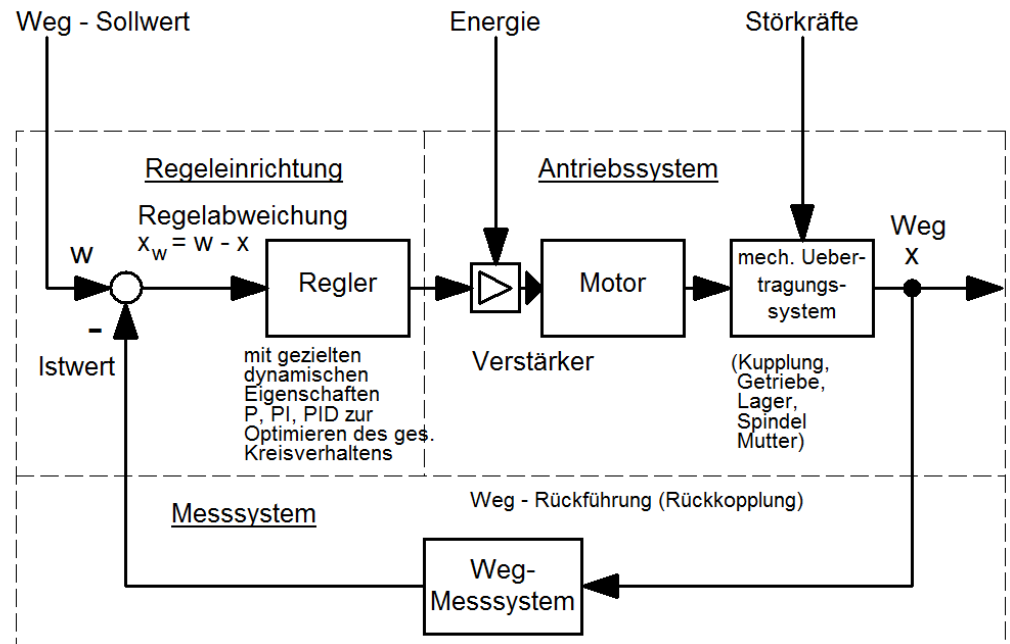 Weg - Sollwert
Energie
Störkräfte
Regeleinrichtung
Antriebssystem
Regelabweichung
x_w = w - x
w
-
Istwert
Regler
mit gezielten
dynamischen
Eigenschaften
P, PI, PID zur
Optimieren des ges.
Kreisverhaltens
Verstärker
Motor
mech. Ueber-
tragungs-
system
(Kupplung,
Getriebe,
Lager,
Spindel
Mutter)
Weg
x
Messsystem
Weg - Rückführung (Rückkopplung)
Weg-
Messsystem